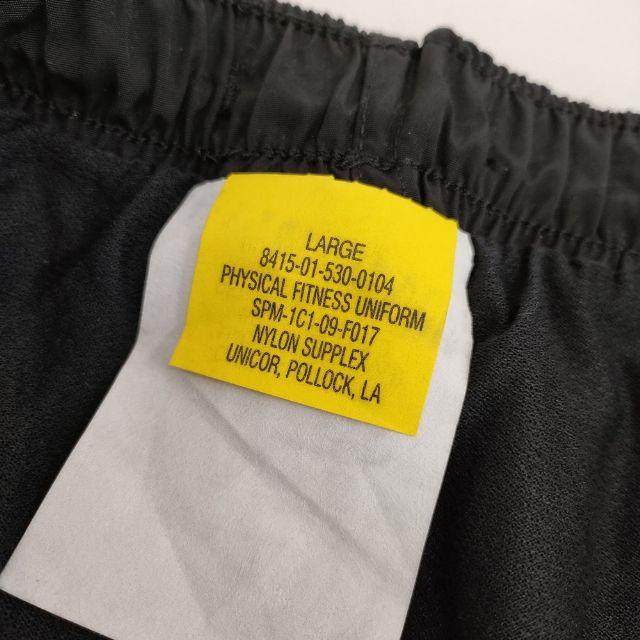 LARGE
8415-01-530-0104
PHYSICAL FITNESS UNIFORM
SPM-1C1-09-F017
NYLON SUPPLEX
UNICOR, POLLOCK, LA